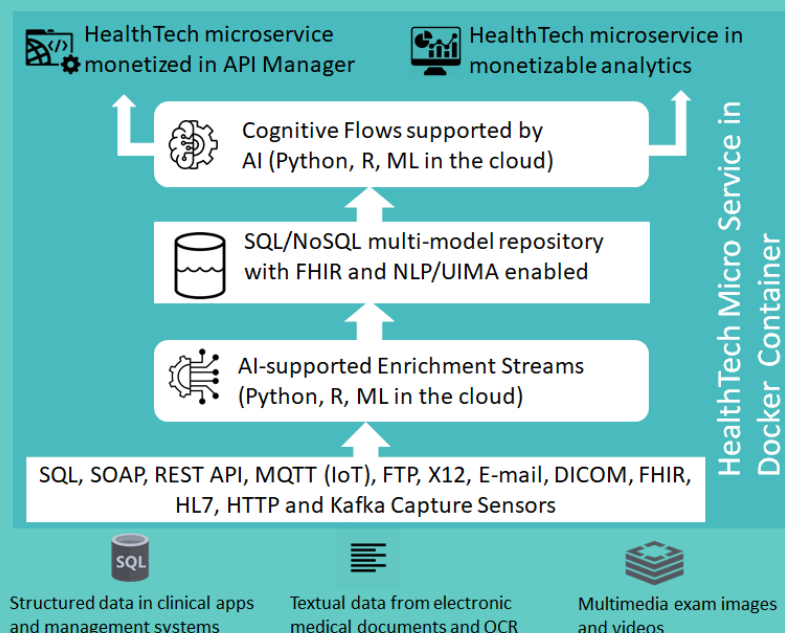 HealthTech microservice
monetized in API Manager
HealthTech microservice in
monetizable analytics
Cognitive Flows supported by
AI (Python, R, ML in the cloud)
SQL/NoSQL multi-model repository
with FHIR and NLP/UIMA enabled
AI-supported Enrichment Streams
(Python, R, ML in the cloud)
SQL, SOAP, REST API, MQTT (IoT), FTP, X12, E-mail, DICOM, FHIR,
HL7, HTTP and Kafka Capture Sensors
HealthTech Micro Service in
Docker Container
SQL
Structured data in clinical apps
and management systems
Textual data from electronic
medical documents and OCR
Multimedia exam images
and videos